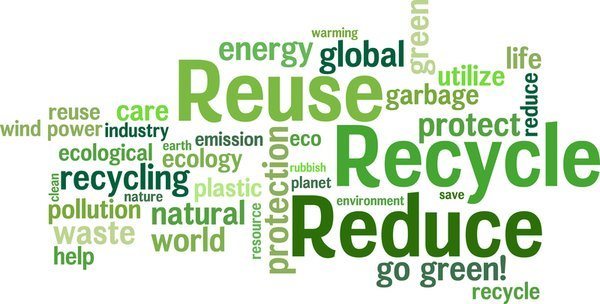 warming
green
energy
global
life
Reuse
utilize
garbage
reduce
reuse
care
wind power
industry
protect
earth
emission
eco
ecological
ecology
protection
Recycle
clean
recycling
rubbish
nature
plastic
planet
pollution
natural
resource
environment
save
waste
world
Reduce
help
go green!
recycle